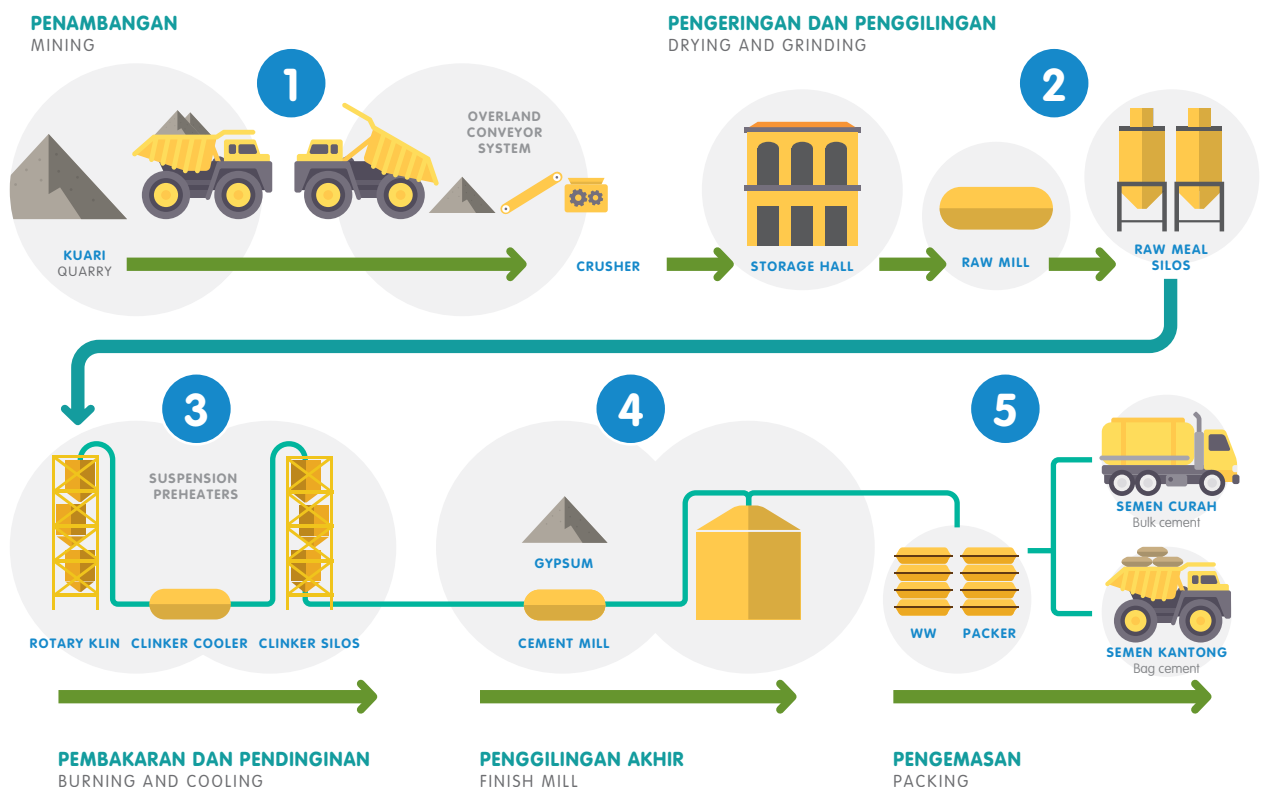 PENAMBANGAN
MINING
1
OVERLAND
CONVEYOR
SYSTEM
KUARI
QUARRY
CRUSHER
PENGERINGAN DAN PENGGILINGAN
DRYING AND GRINDING
2
STORAGE HALL
RAW MILL
RAW MEAL
SILOS
3
SUSPENSION
PREHEATERS
ROTARY KLIN
CLINKER COOLER
CLINKER SILOS
PEMBAKARAN DAN PENDINGINAN
BURNING AND COOLING
4
GYPSUM
CEMENT MILL
PENGGILINGAN AKHIR
FINISH MILL
5
WW
PACKER
SEMEN CURAH
Bulk cement
SEMEN KANTONG
Bag cement
PENGEMASAN
PACKING